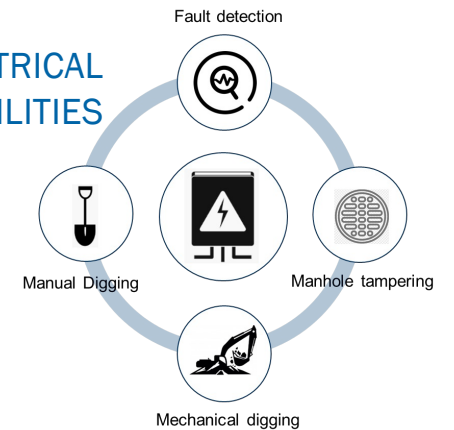 Fault detection
TRICAL
ILITIES
Manual Digging
Manhole tampering
Mechanical digging